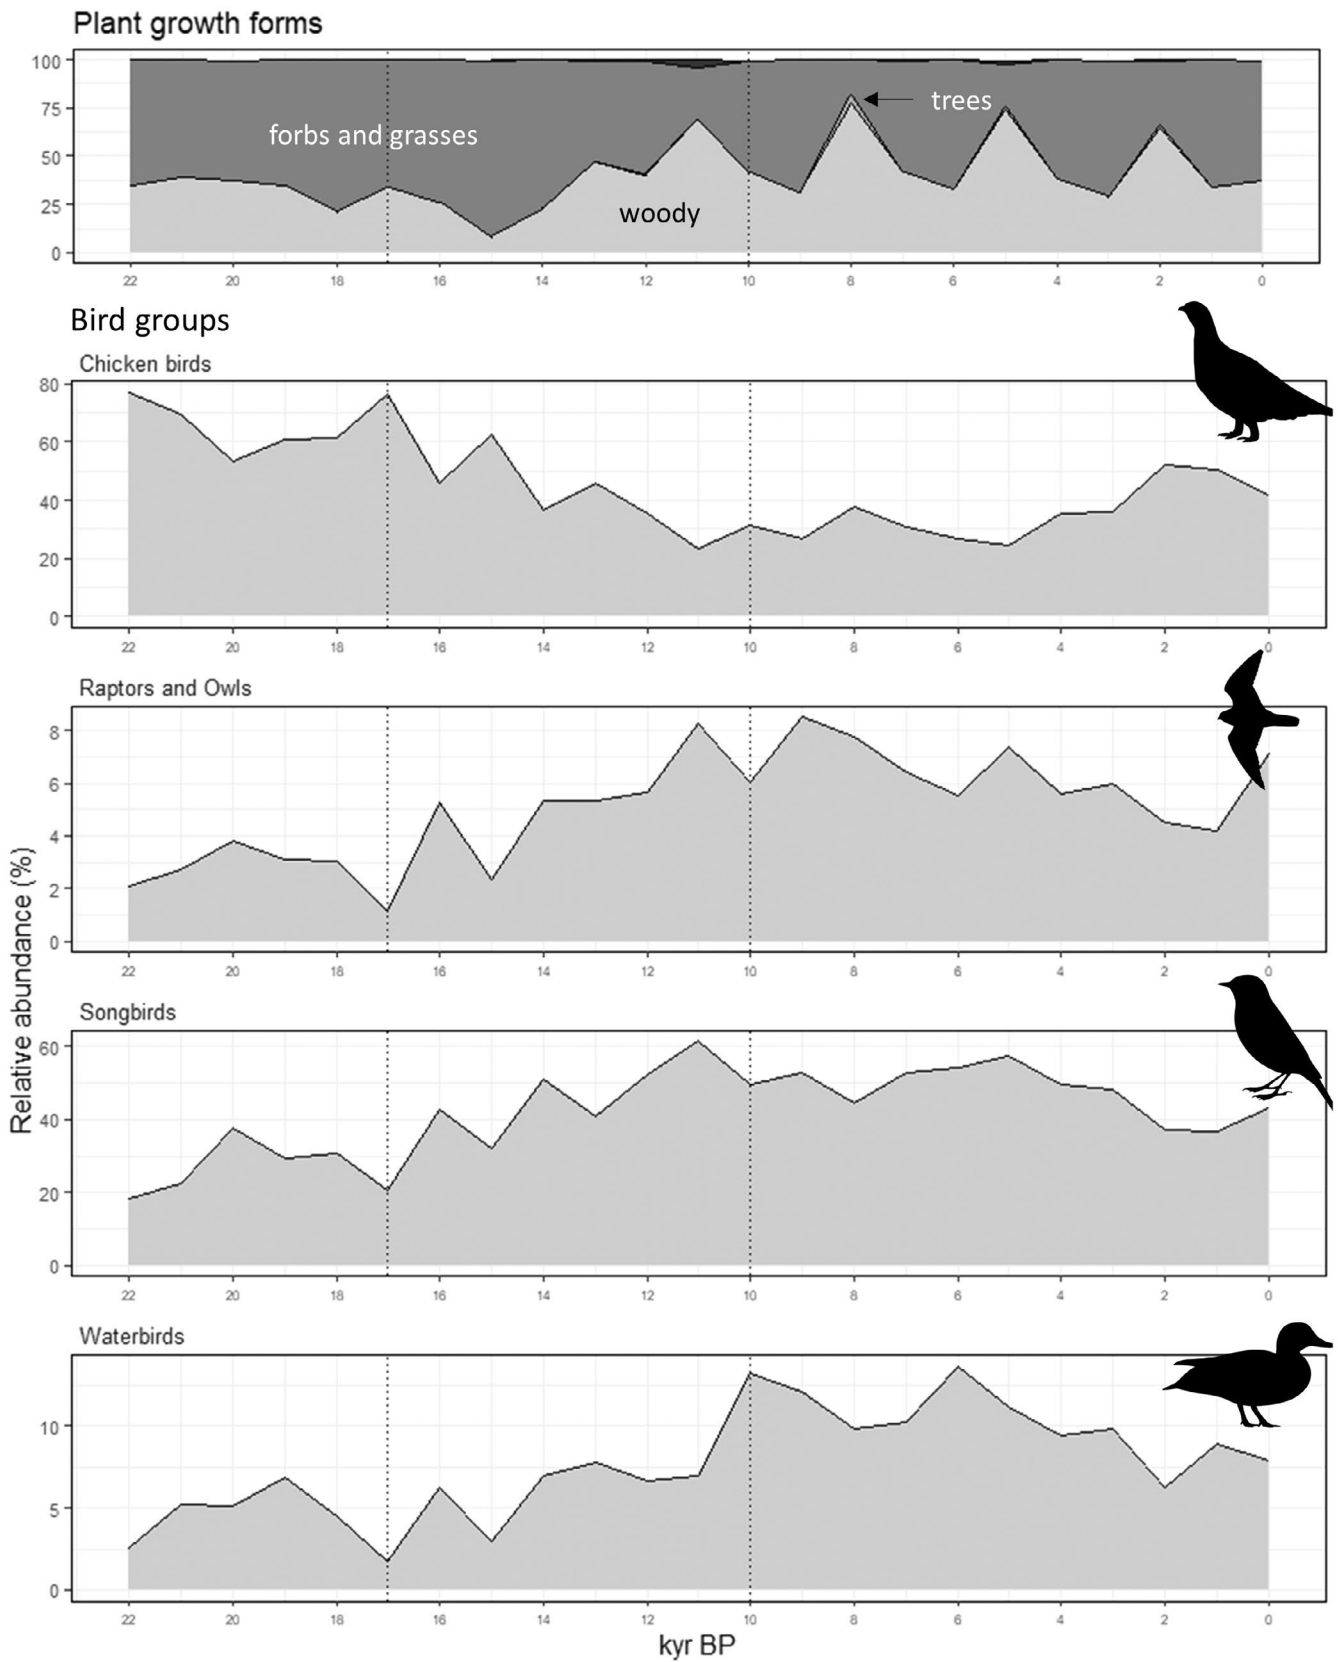 Plant growth forms
100
75
50
25
0
forbs and grasses
trees
woody
22 20 18 16 14 12 10 8 6 4 2 0
Bird groups
Chicken birds
80
60
40
20
0
22 20 18 16 14 12 10 8 6 4 2 0
Raptors and Owls
8
6
4
2
0
22 20 18 16 14 12 10 8 6 4 2 0
Relative abundance (%)
Songbirds
60
40
20
0
22 20 18 16 14 12 10 8 6 4 2 0
Waterbirds
10
5
0
22 20 18 16 14 12 10 8 6 4 2 0
kyr BP